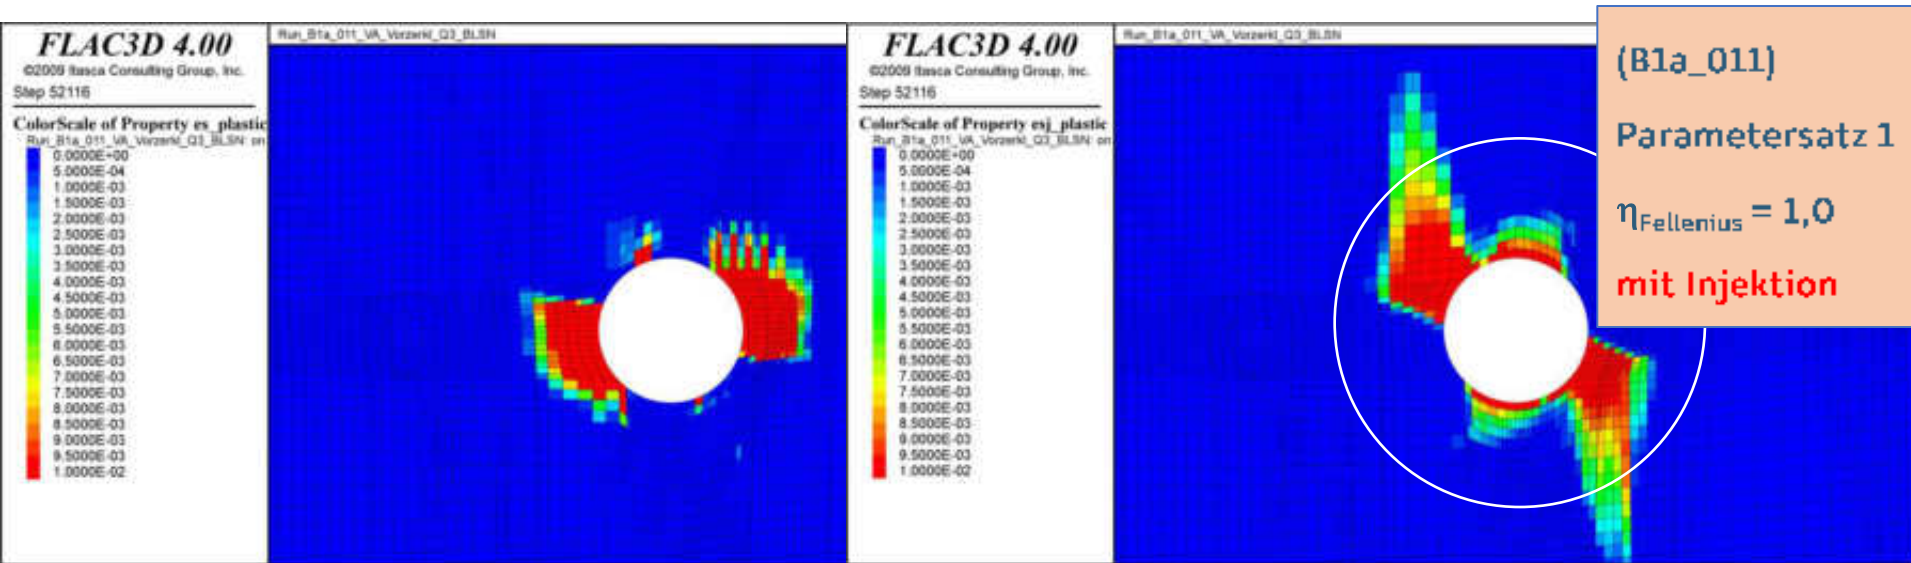 FLAC3D 4.00
©2009 Itasca Consulting Group, Inc.
Step 52116
ColorScale of Property es_plastic
Run_B1a_011_VA_Vorzerkl_Q3_BLSN: on
0.0000E+00
5.0000E-04
1.0000E-03
1.5000E-03
2.0000E-03
2.5000E-03
3.0000E-03
3.5000E-03
4.0000E-03
4.5000E-03
5.0000E-03
5.5000E-03
6.0000E-03
6.5000E-03
7.0000E-03
7.5000E-03
8.0000E-03
8.5000E-03
9.0000E-03
9.5000E-03
1.0000E-02
Run_B1a_011_VA_Vorzerkl_Q3_BLSN
FLAC3D 4.00
©2009 Itasca Consulting Group, Inc.
Step 52116
ColorScale of Property esj_plastic
Run_B1a_011_VA_Vorzerkl_Q3_BLSN: on
0.0000E+00
5.0000E-04
1.0000E-03
1.5000E-03
2.0000E-03
2.5000E-03
3.0000E-03
3.5000E-03
4.0000E-03
4.5000E-03
5.0000E-03
5.5000E-03
6.0000E-03
6.5000E-03
7.0000E-03
7.5000E-03
8.0000E-03
8.5000E-03
9.0000E-03
9.5000E-03
1.0000E-02
Run_B1a_011_VA_Vorzerkl_Q3_BLSN
(B1a_011)
Parametersatz 1
ηFellenius = 1,0
mit Injektion